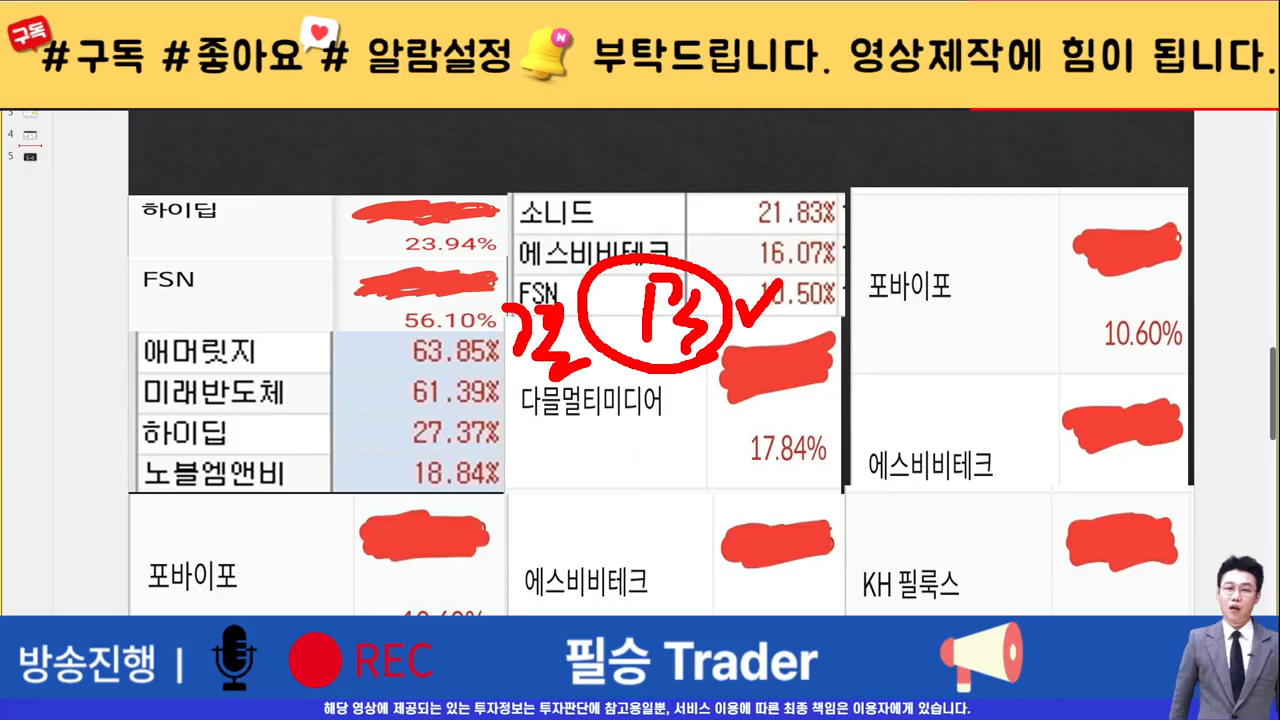 구독
#구독 #좋아요 # 알람설정 N 부탁드립니다. 영상제작에 힘이 됩니다.
3
4
5
하이딥
23.94%
FSN
56.10%
애머릿지 63.85%
미래반도체 61.39%
하이딥 27.37%
노블엠앤비 18.84%
소니드 21.83%
에스비비테크 16.07%
FSN 10.50%
다믈멀티미디어
17.84%
포바이포
10.60%
에스비비테크
포바이포
에스비비테크
KH 필룩스
방송진행 | REC 필승 Trader
해당 영상에 제공되는 있는 투자정보는 투자판단에 참고용일뿐, 서비스 이용에 따른 최종 책임은 이용자에게 있습니다.